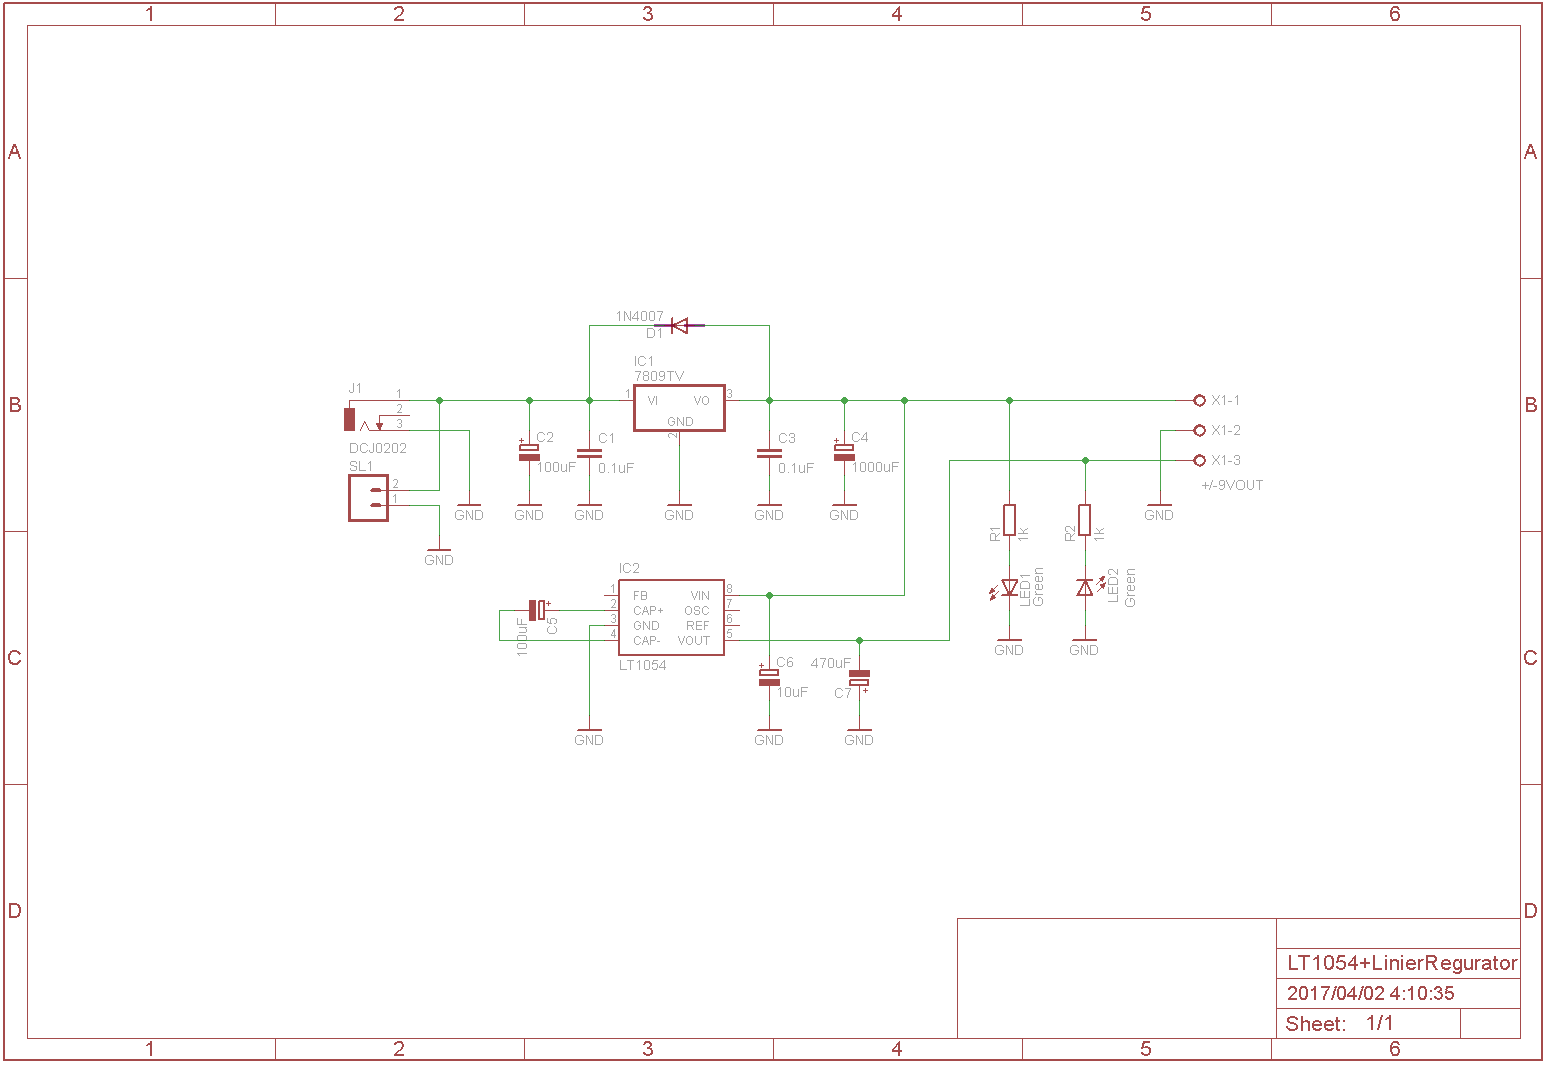 1 2 3 4 5 6
A A
1N4007
D1
IC1
7809TV
J1
1
1 VI VO 3
X1-1
B B
2
3
GND
2
X1-2
DCJ0202
C2
C1
C3
C4
SL1
100uF
0.1uF
0.1uF
1000uF
X1-3
2
1
+/-9VOUT
GND GND GND GND GND GND GND
R1
1k
R2
1k
GND
IC2
1 FB VIN 8
2 CAP+ OSC 7
3 GND REF 6
4 CAP- VOUT 5
LT1054
100uF
C5
LED1
Green
LED2
Green
GND GND
C C
C6
10uF
470uF
C7
GND GND GND
D D
LT1054+LinierRegurator
2017/04/02 4:10:35
Sheet: 1/1
1 2 3 4 5 6